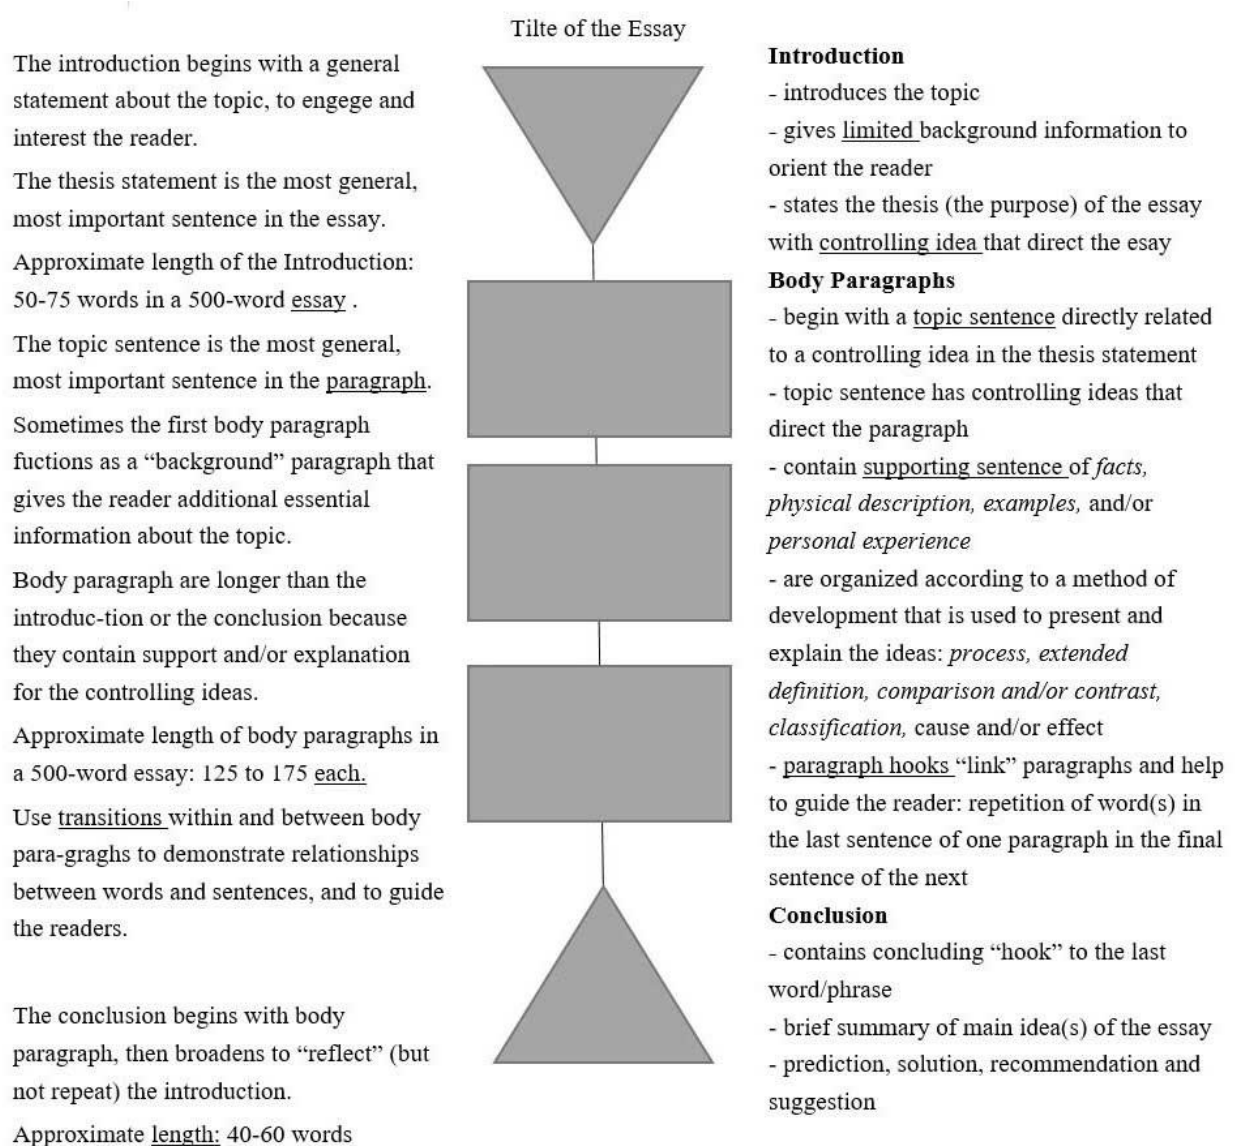 Tilte of the Essay
The introduction begins with a general
statement about the topic, to engege and
interest the reader.
The thesis statement is the most general,
most important sentence in the essay.
Approximate length of the Introduction:
50-75 words in a 500-word essay .
The topic sentence is the most general,
most important sentence in the paragraph.
Sometimes the first body paragraph
fuctions as a “background” paragraph that
gives the reader additional essential
information about the topic.
Body paragraph are longer than the
introduc-tion or the conclusion because
they contain support and/or explanation
for the controlling ideas.
Approximate length of body paragraphs in
a 500-word essay: 125 to 175 each.
Use transitions within and between body
para-graghs to demonstrate relationships
between words and sentences, and to guide
the readers.
The conclusion begins with body
paragraph, then broadens to “reflect” (but
not repeat) the introduction.
Approximate length: 40-60 words
Introduction
- introduces the topic
- gives limited background information to
orient the reader
- states the thesis (the purpose) of the essay
with controlling idea that direct the esay
Body Paragraphs
- begin with a topic sentence directly related
to a controlling idea in the thesis statement
- topic sentence has controlling ideas that
direct the paragraph
- contain supporting sentence of facts,
physical description, examples, and/or
personal experience
- are organized according to a method of
development that is used to present and
explain the ideas: process, extended
definition, comparison and/or contrast,
classification, cause and/or effect
- paragraph hooks “link” paragraphs and help
to guide the reader: repetition of word(s) in
the last sentence of one paragraph in the final
sentence of the next
Conclusion
- contains concluding “hook” to the last
word/phrase
- brief summary of main idea(s) of the essay
- prediction, solution, recommendation and
suggestion